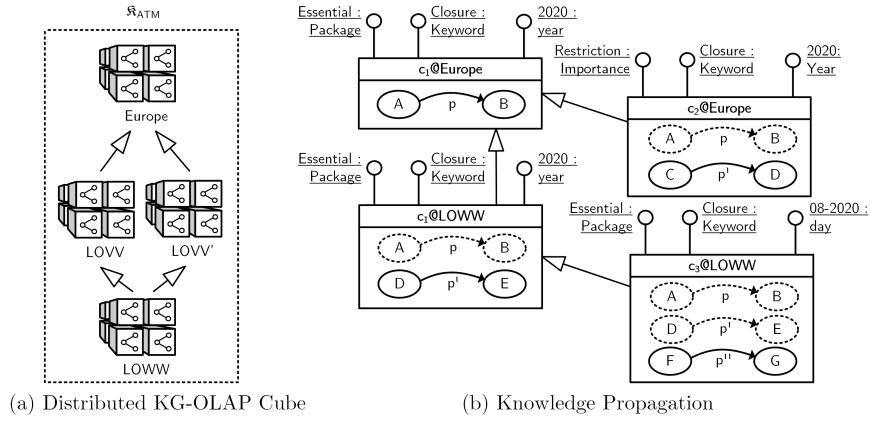 𝔎ATM
Europe
LOVV
LOVV'
LOWW
(a) Distributed KG-OLAP Cube
Essential :
Package
Closure :
Keyword
2020 :
year
c₁@Europe
A
p
B
Restriction :
Importance
Closure :
Keyword
2020:
Year
c₂@Europe
A
p
B
C
p'
D
Essential :
Package
Closure :
Keyword
2020 :
year
c₁@LOWW
A
p
B
D
p'
E
Essential :
Package
Closure :
Keyword
08-2020 :
day
c₃@LOWW
A
p
B
D
p'
E
F
p''
G
(b) Knowledge Propagation